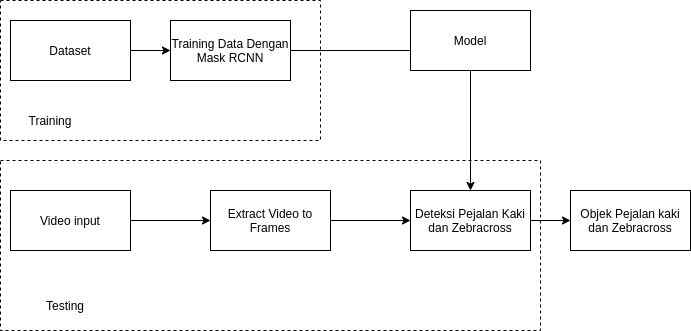 Dataset
Training Data Dengan
Mask RCNN
Model
Training
Video input
Extract Video to
Frames
Deteksi Pejalan Kaki
dan Zebracross
Objek Pejalan kaki
dan Zebracross
Testing